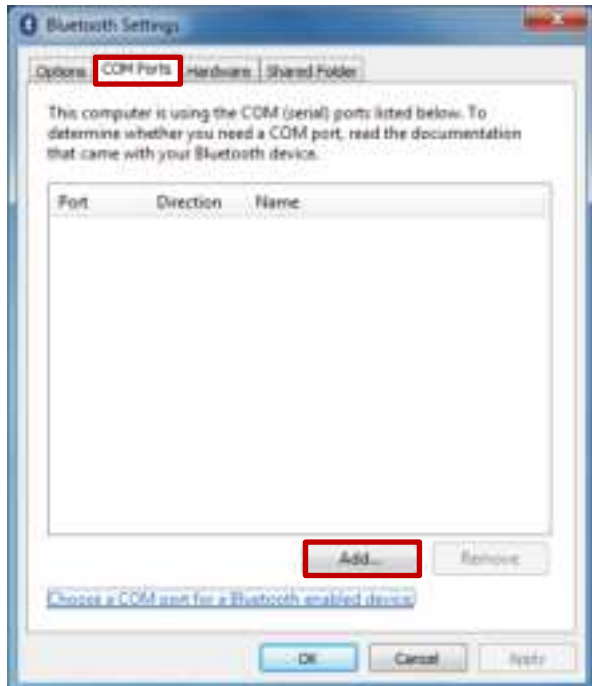 Bluetooth Settings
Options COM Ports Hardware Shared Folder
This computer is using the COM (serial) ports listed below. To
determine whether you need a COM port, read the documentation
that came with your Bluetooth device.
Port Direction Name
Add... Remove
Choose a COM port for a Bluetooth enabled device
OK Cancel Apply